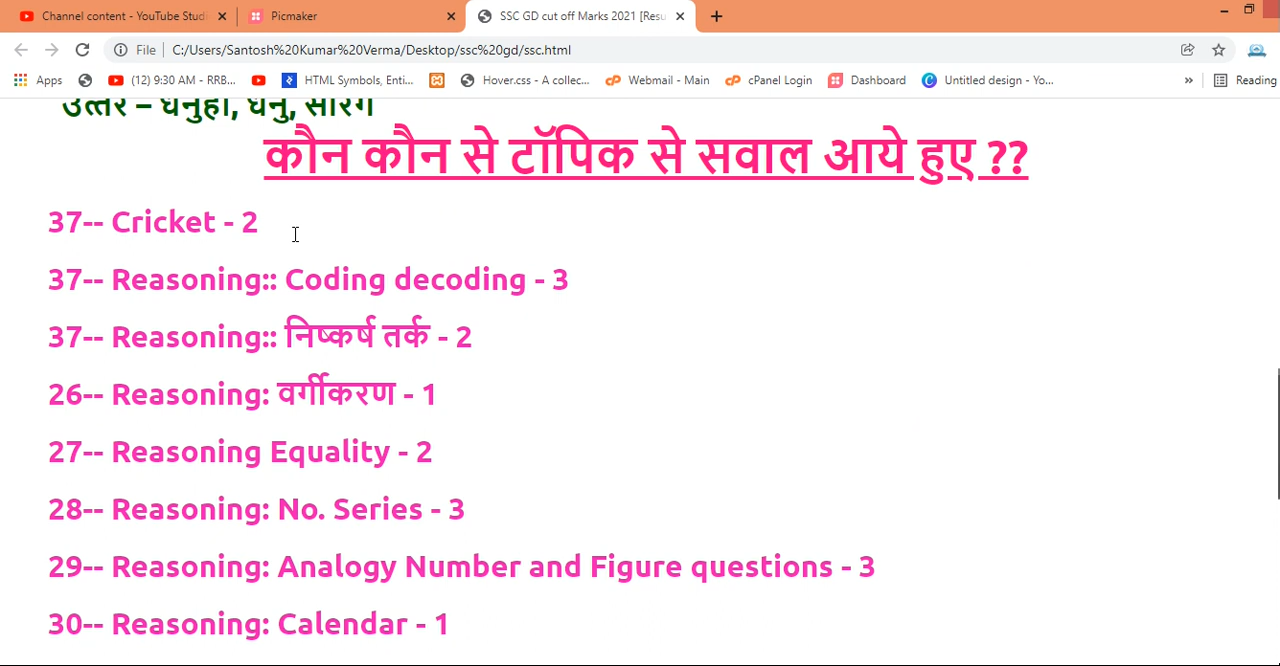 Channel content - YouTube Studi
Picmaker
SSC GD cut off Marks 2021 [Resu
File
C:/Users/Santosh%20Kumar%20Verma/Desktop/ssc%20gd/ssc.html
Apps
(12) 9:30 AM - RRB...
HTML Symbols, Enti...
Hover.css - A collec...
Webmail - Main
cPanel Login
Dashboard
Untitled design - Yo...
»
Reading
उत्तर – धनुहा, धनु, सारंग
कौन कौन से टॉपिक से सवाल आये हुए ??
37-- Cricket - 2
37-- Reasoning:: Coding decoding - 3
37-- Reasoning:: निष्कर्ष तर्क - 2
26-- Reasoning: वर्गीकरण - 1
27-- Reasoning Equality - 2
28-- Reasoning: No. Series - 3
29-- Reasoning: Analogy Number and Figure questions - 3
30-- Reasoning: Calendar - 1